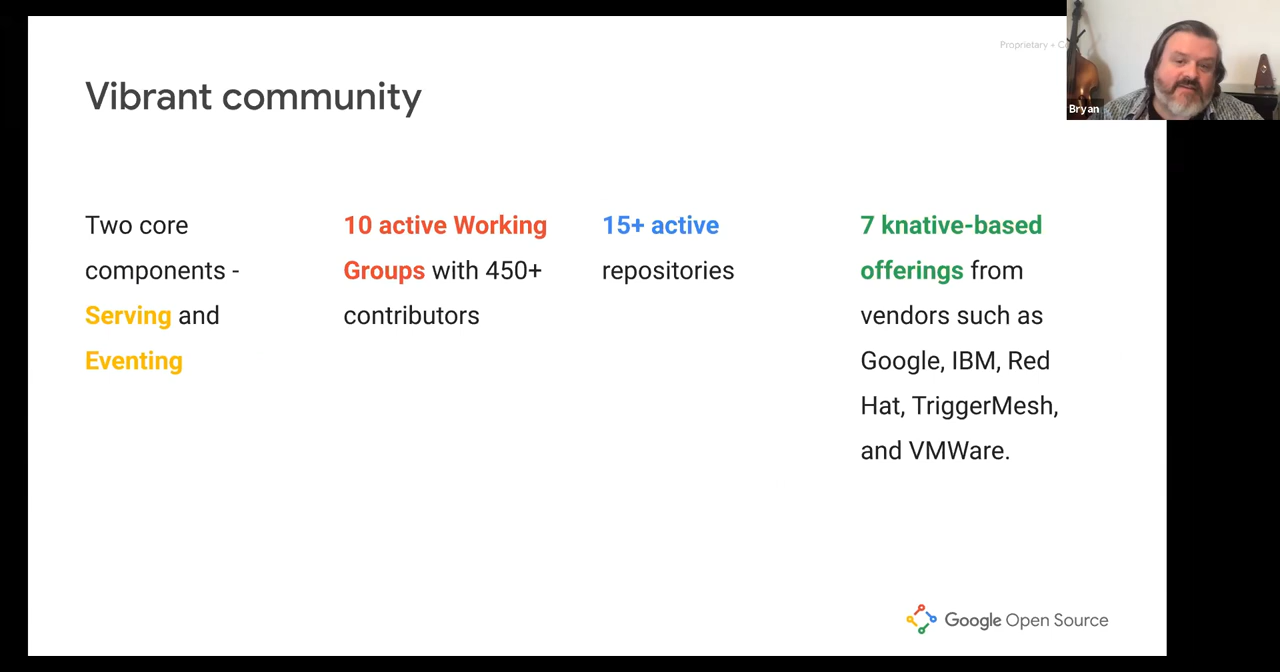 Proprietary +
Bryan
Vibrant community
Two core
components -
Serving and
Eventing
10 active Working
Groups with 450+
contributors
15+ active
repositories
7 knative-based
offerings from
vendors such as
Google, IBM, Red
Hat, TriggerMesh,
and VMWare.
Google Open Source